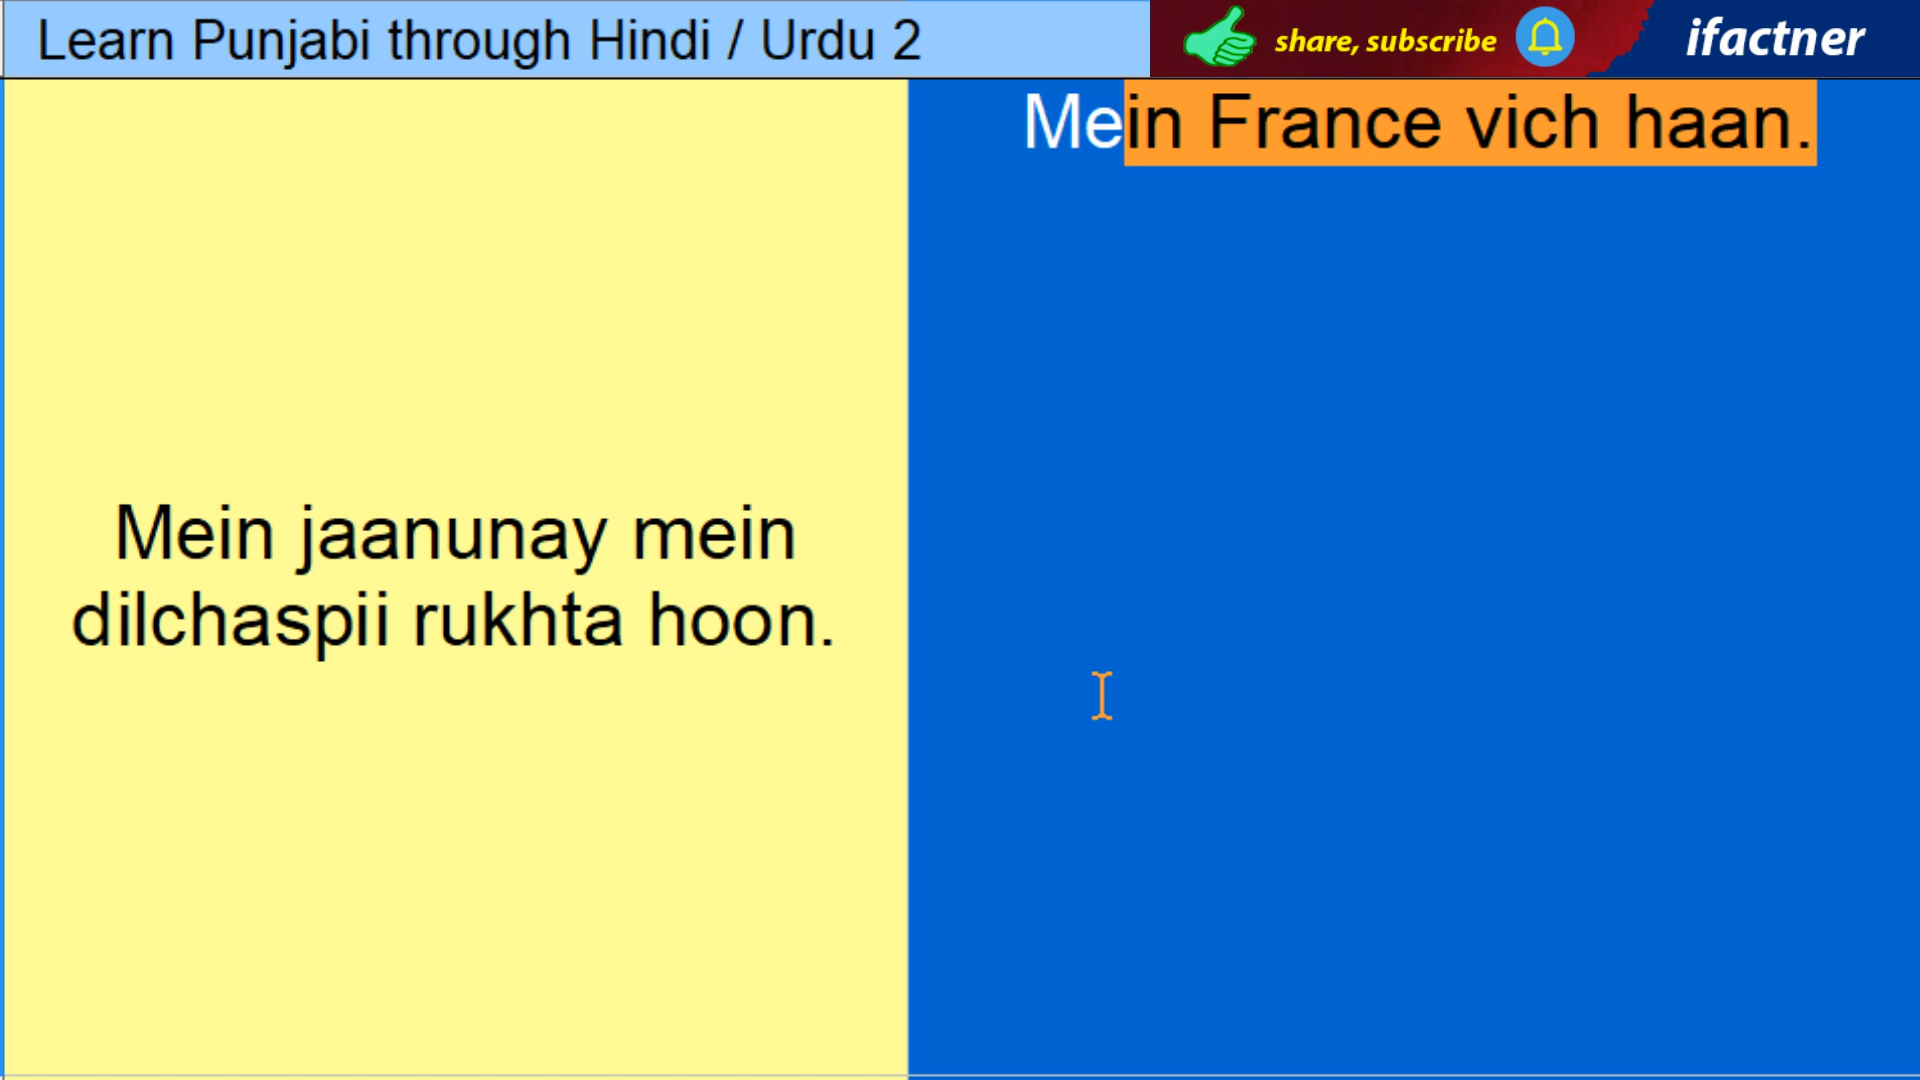 Learn Punjabi through Hindi / Urdu 2
share, subscribe
ifactner
Mein France vich haan.
Mein jaanunay mein
dilchaspii rukhta hoon.